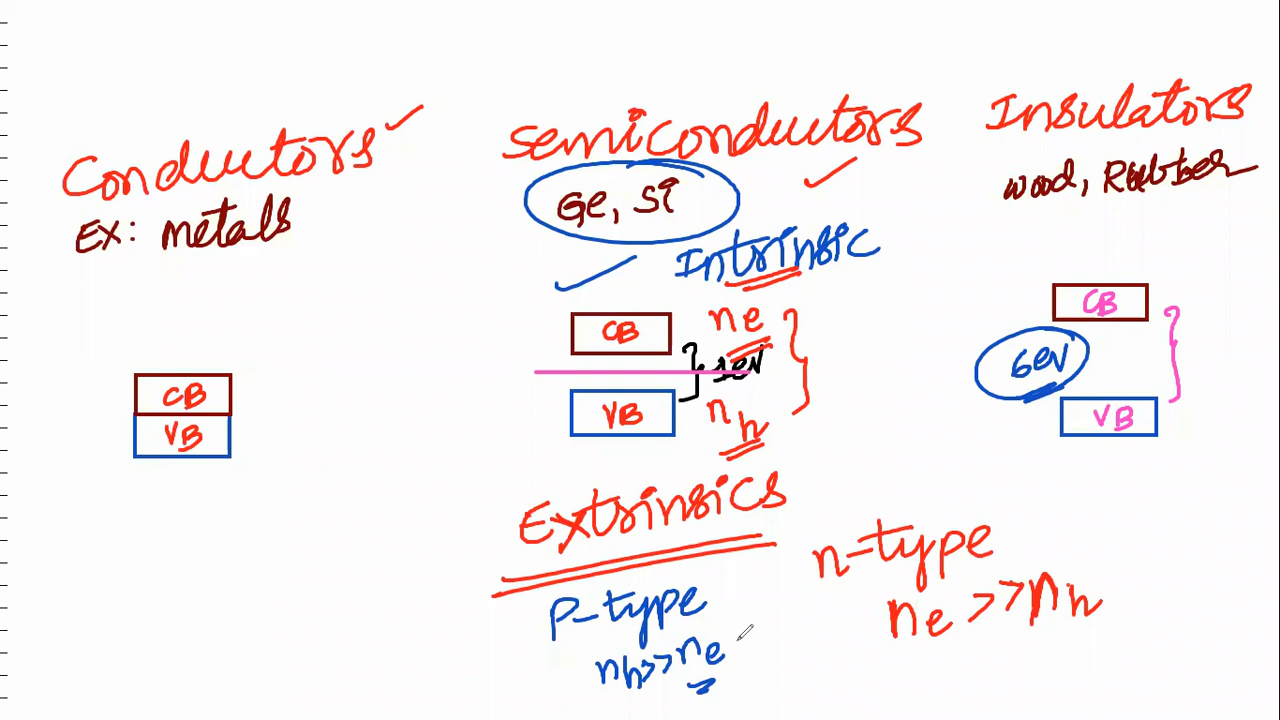 Conductors
Ex: metals
CB
VB
Semiconductors
Ge, Si
Intrinsic
CB
ne
1eV
VB
nh
Extrinsics
P-type
nh>>ne
n-type
ne>>nh
Insulators
wood, Rubber
CB
6eV
VB